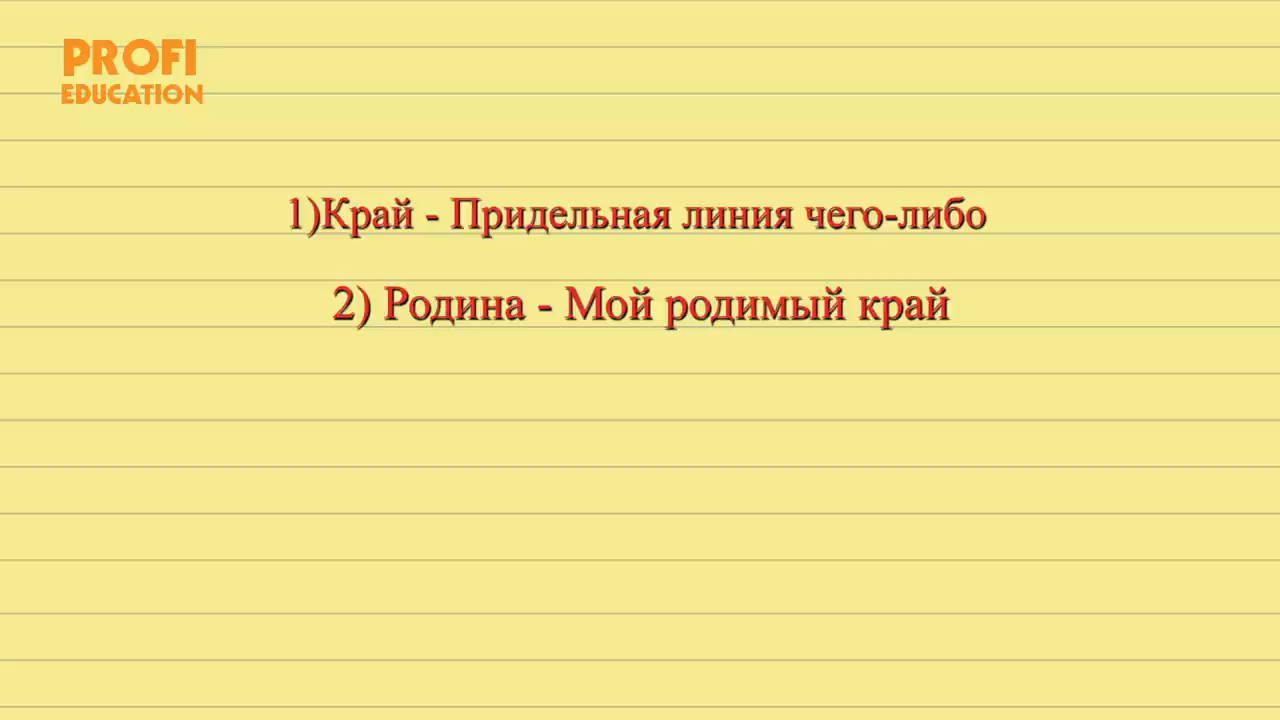 PROFI
EDUCATION
1)Край - Придельная линия чего-либо
2) Родина - Мой родимый край